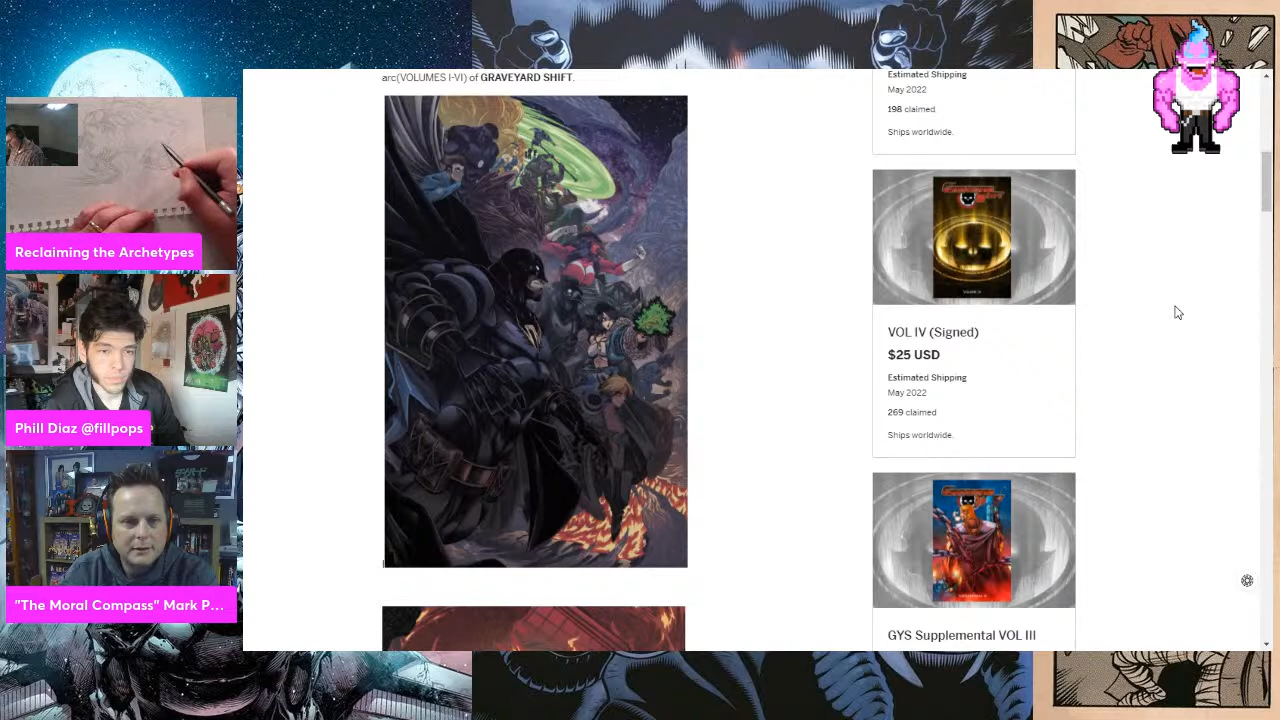 arc(VOLUMES I-VI) of GRAVEYARD SHIFT.
Estimated Shipping
May 2022
198 claimed
Ships worldwide.
VOL IV (Signed)
$25 USD
Estimated Shipping
May 2022
269 claimed
Ships worldwide.
GYS Supplemental VOL III
Reclaiming the Archetypes
Phill Diaz @fillpops
"The Moral Compass" Mark P...